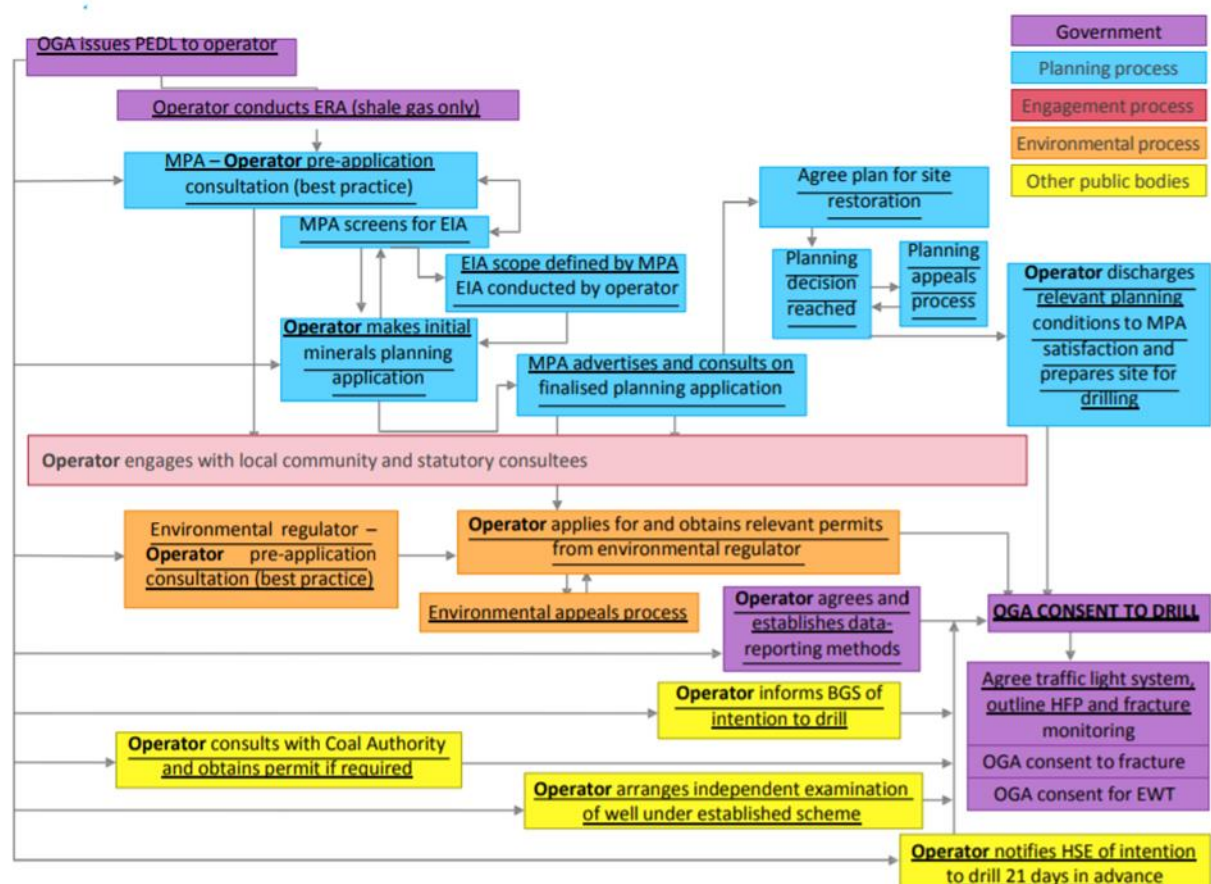 OGA issues PEDL to operator
Operator conducts ERA (shale gas only)
MPA – Operator pre-application
consultation (best practice)
MPA screens for EIA
EIA scope defined by MPA
EIA conducted by operator
Operator makes initial
minerals planning
application
MPA advertises and consults on
finalised planning application
Agree plan for site
restoration
Planning
decision
reached
Planning
appeals
process
Operator discharges
relevant planning
conditions to MPA
satisfaction and
prepares site for
drilling
Government
Planning process
Engagement process
Environmental process
Other public bodies
Operator engages with local community and statutory consultees
Environmental regulator –
Operator pre-application
consultation (best practice)
Operator applies for and obtains relevant permits
from environmental regulator
Environmental appeals process
Operator agrees and
establishes data-
reporting methods
OGA CONSENT TO DRILL
Agree traffic light system,
outline HFP and fracture
monitoring
OGA consent to fracture
OGA consent for EWT
Operator informs BGS of
intention to drill
Operator consults with Coal Authority
and obtains permit if required
Operator arranges independent examination
of well under established scheme
Operator notifies HSE of intention
to drill 21 days in advance